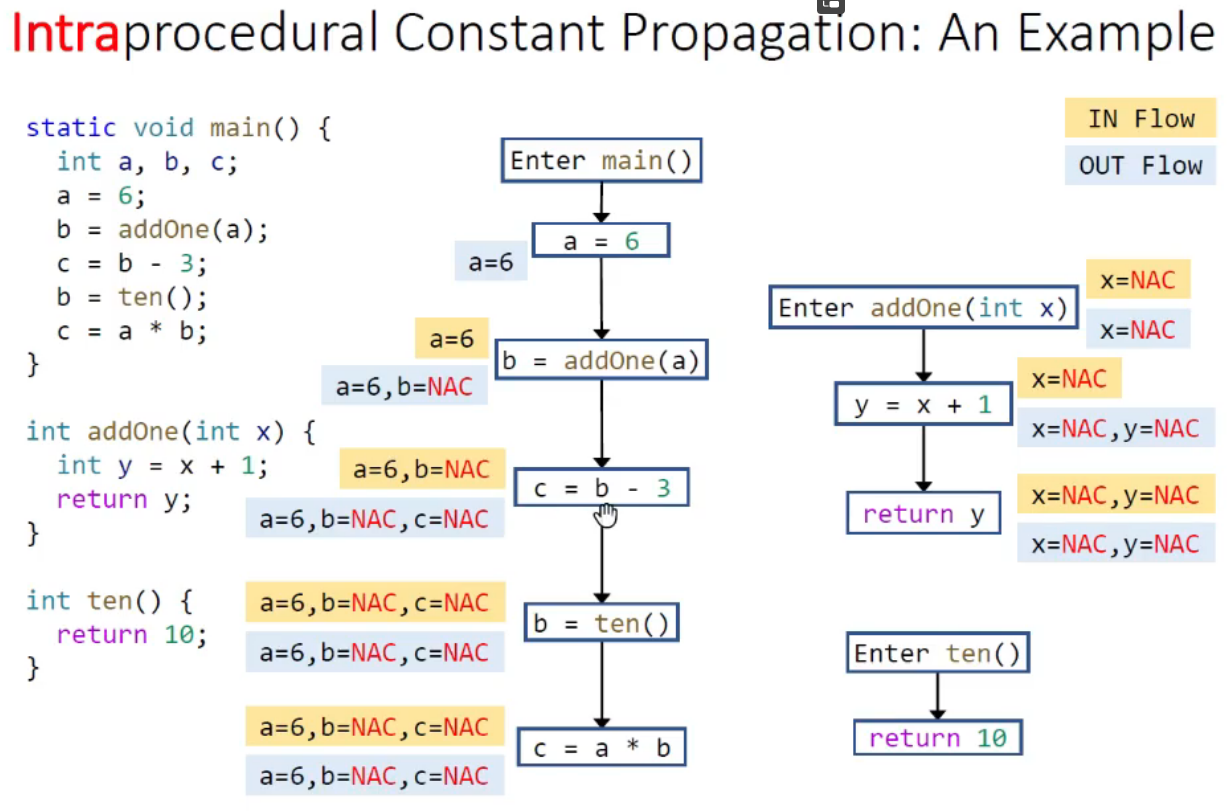 Intraprocedural Constant Propagation: An Example
static void main() {
int a, b, c;
a = 6;
b = addOne(a);
c = b - 3;
b = ten();
c = a * b;
}
int addOne(int x) {
int y = x + 1;
return y;
}
int ten() {
return 10;
}
Enter main()
a = 6
a=6
a=6
b = addOne(a)
a=6,b=NAC
a=6,b=NAC
c = b - 3
a=6,b=NAC,c=NAC
a=6,b=NAC,c=NAC
b = ten()
a=6,b=NAC,c=NAC
a=6,b=NAC,c=NAC
c = a * b
a=6,b=NAC,c=NAC
IN Flow
OUT Flow
Enter addOne(int x)
x=NAC
x=NAC
y = x + 1
x=NAC
x=NAC,y=NAC
return y
x=NAC,y=NAC
x=NAC,y=NAC
Enter ten()
return 10